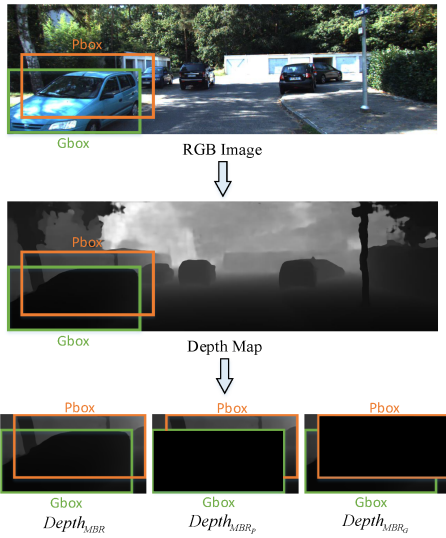 Pbox
Gbox
RGB Image
Pbox
Gbox
Depth Map
Pbox Pbox Pbox
Gbox Gbox Gbox
Depth_MBR Depth_MBR_P Depth_MBR_G